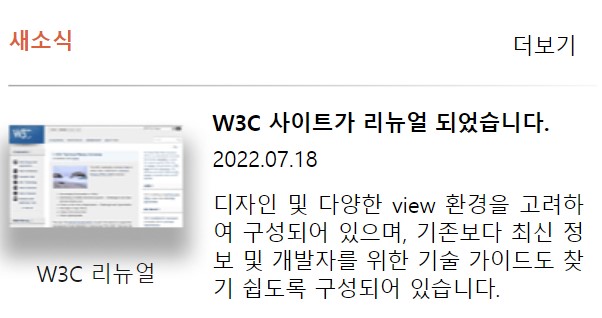 새소식
더보기
W3C
W3C 리뉴얼
W3C 사이트가 리뉴얼 되었습니다.
2022.07.18
디자인 및 다양한 view 환경을 고려하
여 구성되어 있으며, 기존보다 최신 정
보 및 개발자를 위한 기술 가이드도 찾
기 쉽도록 구성되어 있습니다.